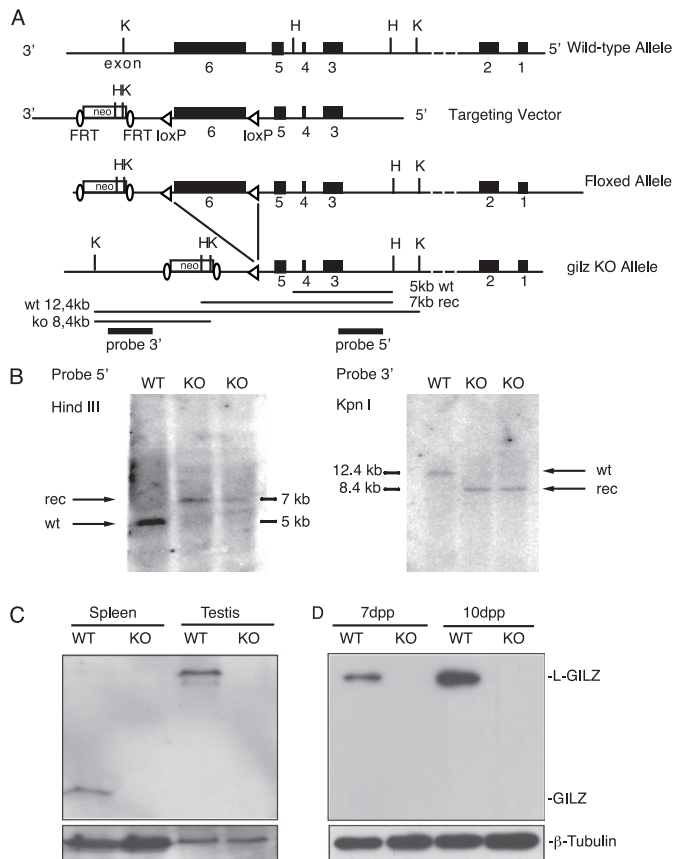 A
K H H K
3' 5' Wild-type Allele
exon 6 5 4 3 2 1
HK
3' neo 5' Targeting Vector
FRT FRT loxP 6 loxP 5 4 3
HK H K
neo Floxed Allele
6 5 4 3 2 1
K HK H K
neo gilz KO Allele
5 4 3 2 1
5kb wt
wt 12,4kb 7kb rec
ko 8,4kb
probe 3' probe 5'
B Probe 5' WT KO KO Probe 3' WT KO KO
Hind III Kpn I
12.4 kb wt
rec 7 kb 8.4 kb rec
wt 5 kb
C Spleen Testis D 7dpp 10dpp
WT KO WT KO WT KO WT KO
-L-GILZ
-GILZ
-β-Tubulin